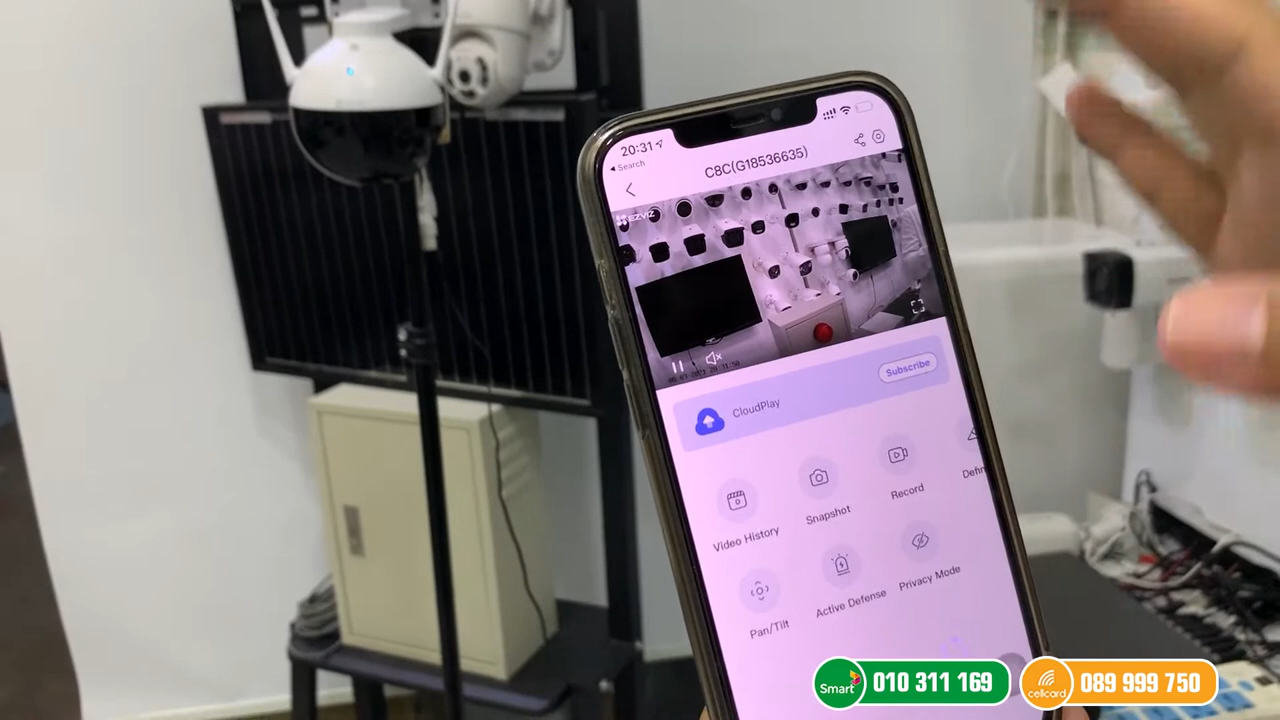 20:31
Search
C8C(G18536635)
EZVIZ
CloudPlay
Subscribe
Video History
Snapshot
Record
Pan/Tilt
Active Defense
Privacy Mode
Smart
010 311 169
cellcard
089 999 750